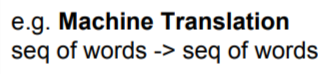 e.g. Machine Translation
seq of words -> seq of words